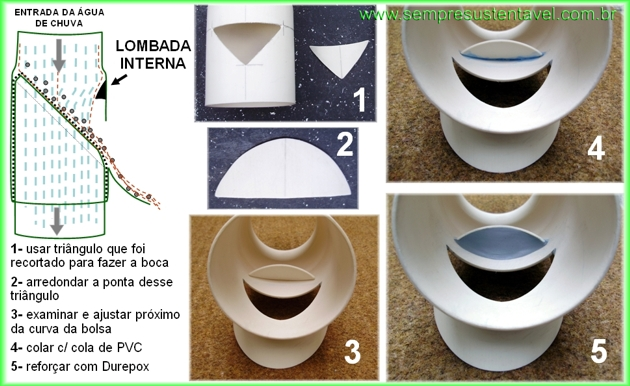 ENTRADA DA ÁGUA
DE CHUVA
LOMBADA
INTERNA
1- usar triângulo que foi
recortado para fazer a boca
2- arredondar a ponta desse
triângulo
3- examinar e ajustar próximo
da curva da bolsa
4- colar c/ cola de PVC
5- reforçar com Durepox
1
2
3
www.sempresustentavel.com.br
4
5